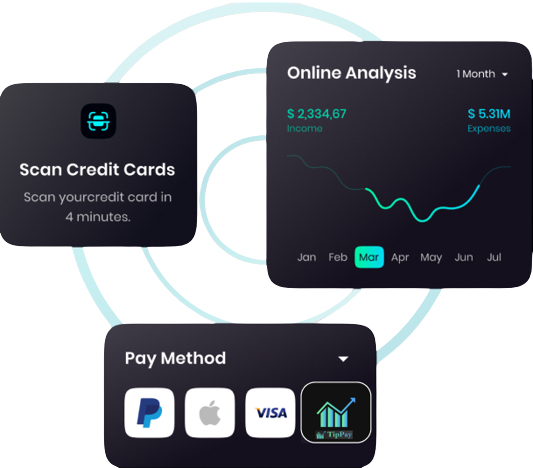 Online Analysis
1 Month
$ 2,334,67
$ 5.31M
Income
Expenses
Jan Feb Mar Apr May Jun Jul
Scan Credit Cards
Scan yourcredit card in
4 minutes.
Pay Method
VISA
TipPay